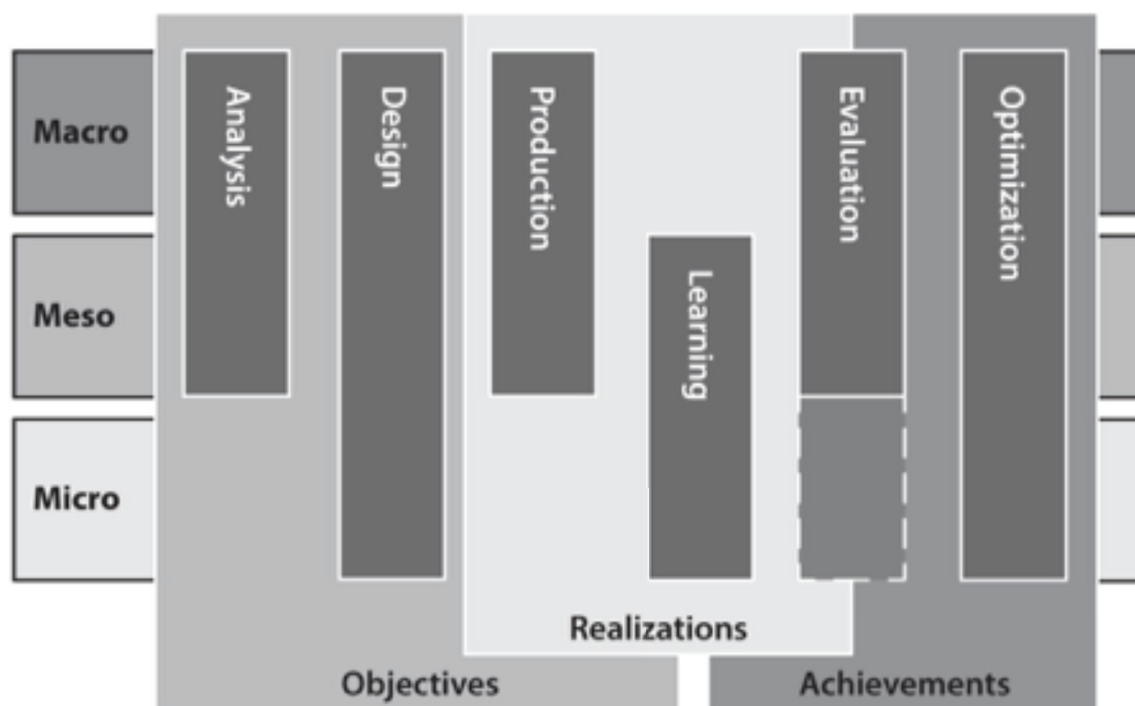 Macro
Meso
Micro
Analysis
Design
Production
Learning
Evaluation
Optimization
Realizations
Objectives
Achievements